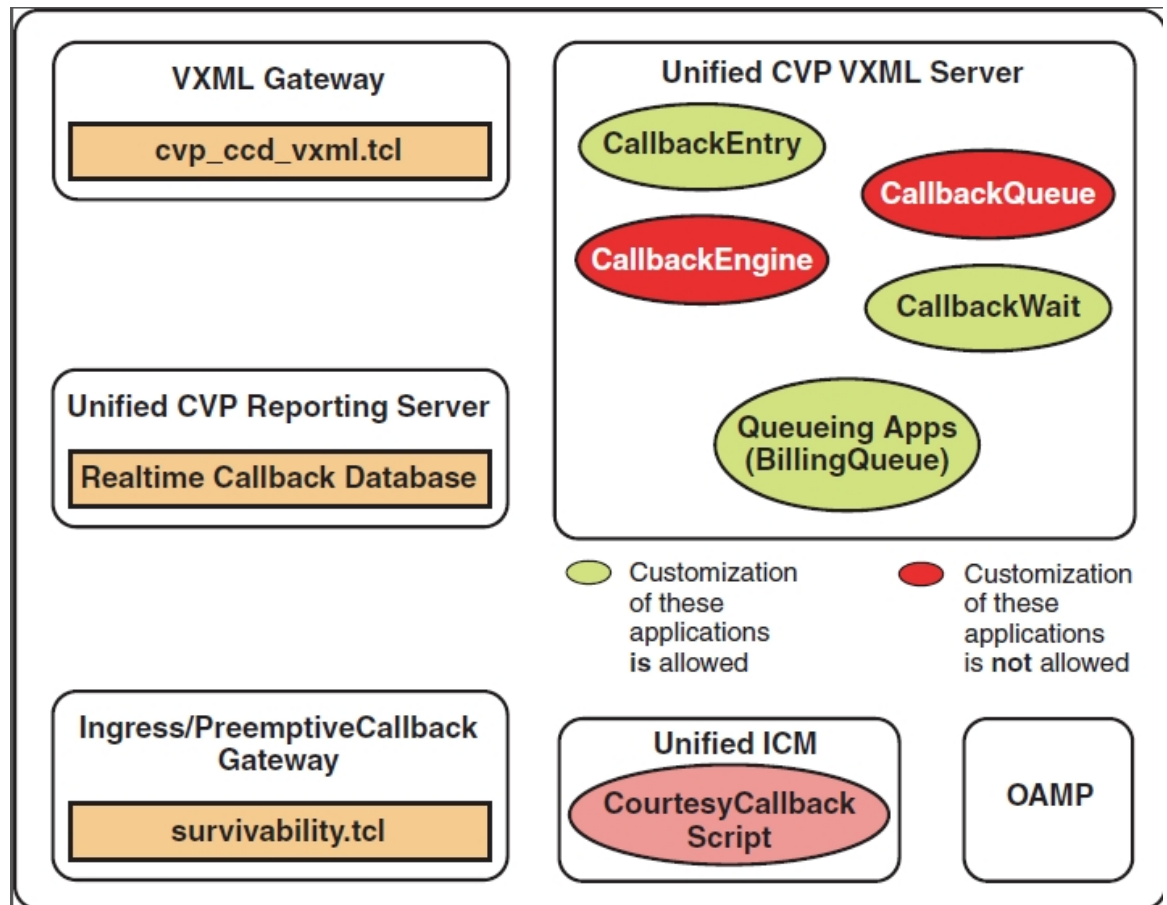 VXML Gateway
cvp_ccd_vxml.tcl
Unified CVP VXML Server
CallbackEntry
CallbackQueue
CallbackEngine
CallbackWait
Queueing Apps
(BillingQueue)
Unified CVP Reporting Server
Realtime Callback Database
Customization
of these
applications
is allowed
Customization
of these
applications
is not allowed
Ingress/PreemptiveCallback
Gateway
survivability.tcl
Unified ICM
CourtesyCallback
Script
OAMP